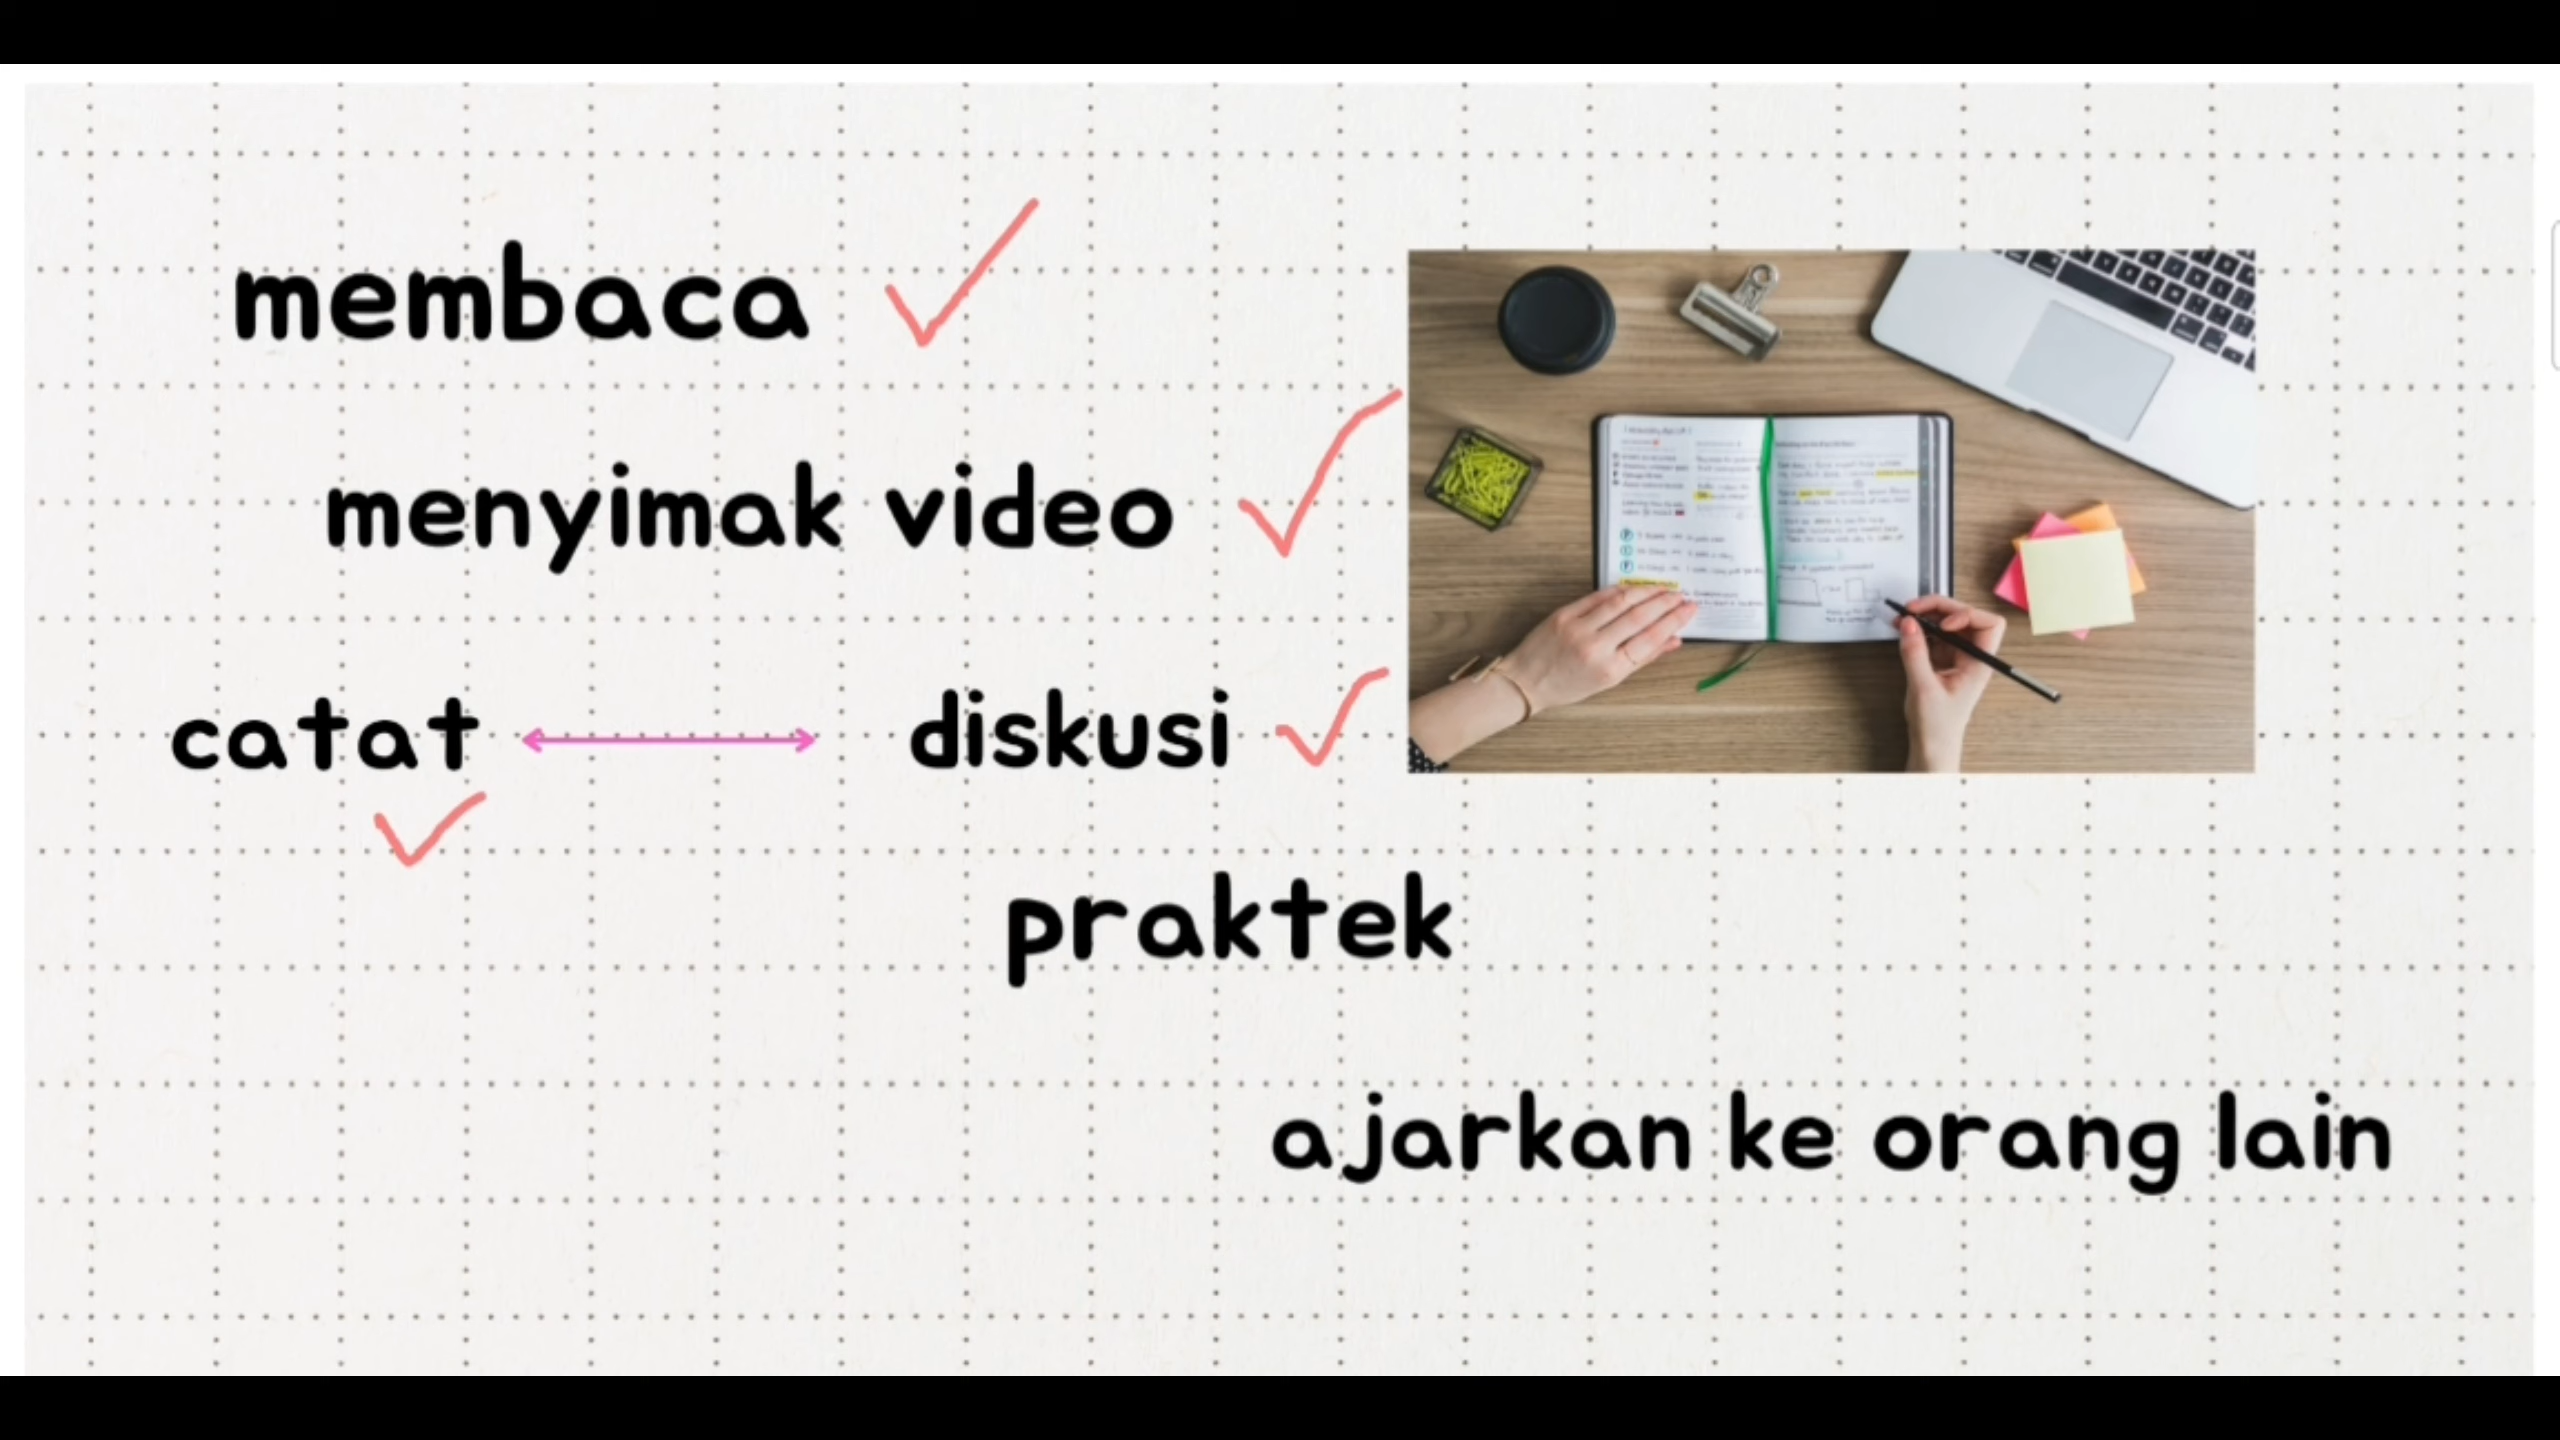 membaca
menyimak video
catat diskusi
praktek
ajarkan ke orang lain